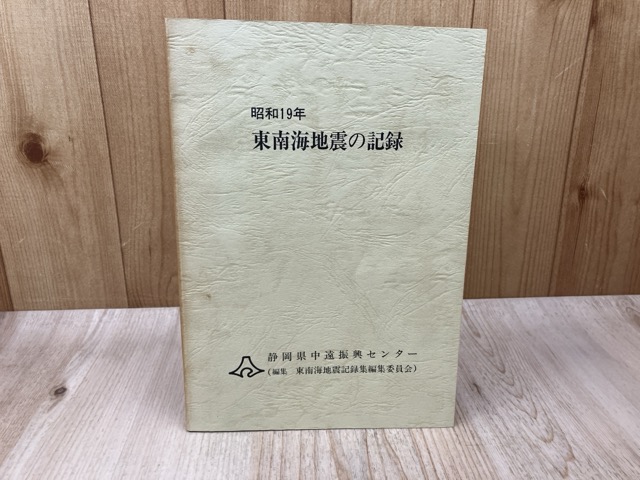 昭和19年
東南海地震の記録
静岡県中遠振興センター
(編集 東南海地震記録集編集委員会)